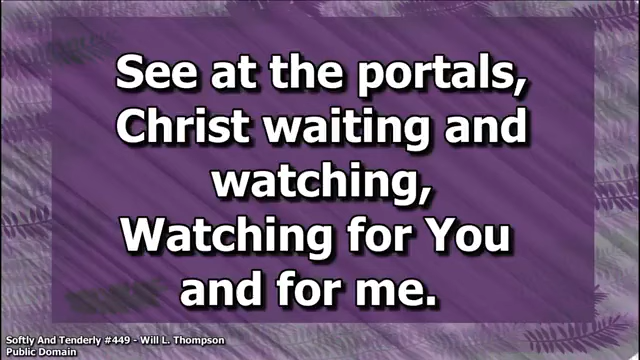 See at the portals,
Christ waiting and
watching,
Watching for You
and for me.
Softly And Tenderly #449 - Will L. Thompson
Public Domain